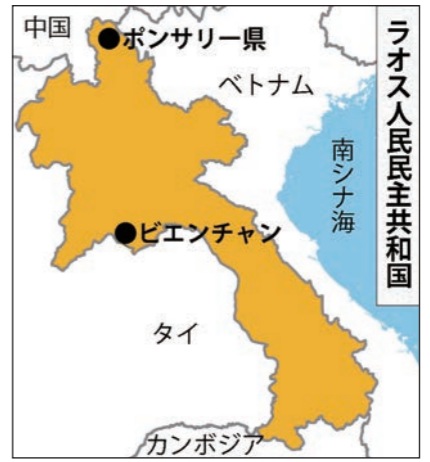 ラオス人民民主共和国
中国
ポンサリー県
ベトナム
南シナ海
ビエンチャン
タイ
カンボジア